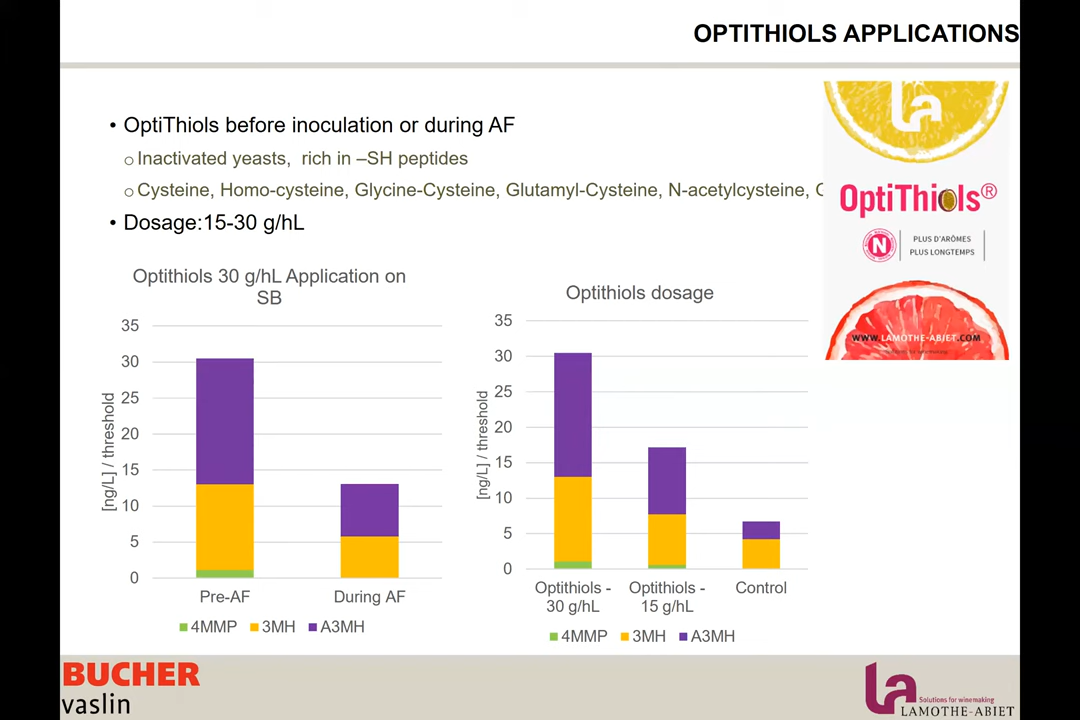 OPTITHIOLS APPLICATIONS
• OptiThiols before inoculation or during AF
o Inactivated yeasts, rich in –SH peptides
o Cysteine, Homo-cysteine, Glycine-Cysteine, Glutamyl-Cysteine, N-acetylcysteine,
• Dosage:15-30 g/hL
La
OptiThiols®
N
PLUS D'ARÔMES
PLUS LONGTEMPS
WWW.LAMOTHE-ABIET.COM
Optithiols 30 g/hL Application on
SB
[ng/L] / threshold
35
30
25
20
15
10
5
0
Pre-AF
During AF
4MMP
3MH
A3MH
Optithiols dosage
[ng/L] / threshold
35
30
25
20
15
10
5
0
Optithiols -
30 g/hL
Optithiols -
15 g/hL
Control
4MMP
3MH
A3MH
BUCHER
vaslin
La
Solutions for winemaking
LAMOTHE-ABIET